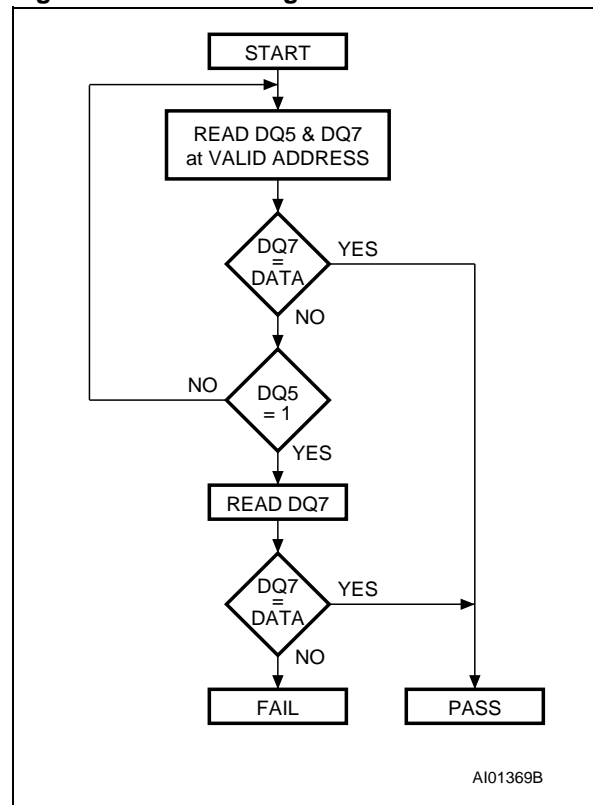 START
READ DQ5 & DQ7
at VALID ADDRESS
DQ7
=
DATA
YES
NO
NO
DQ5
= 1
YES
READ DQ7
DQ7
=
DATA
YES
NO
FAIL
PASS
AI01369B